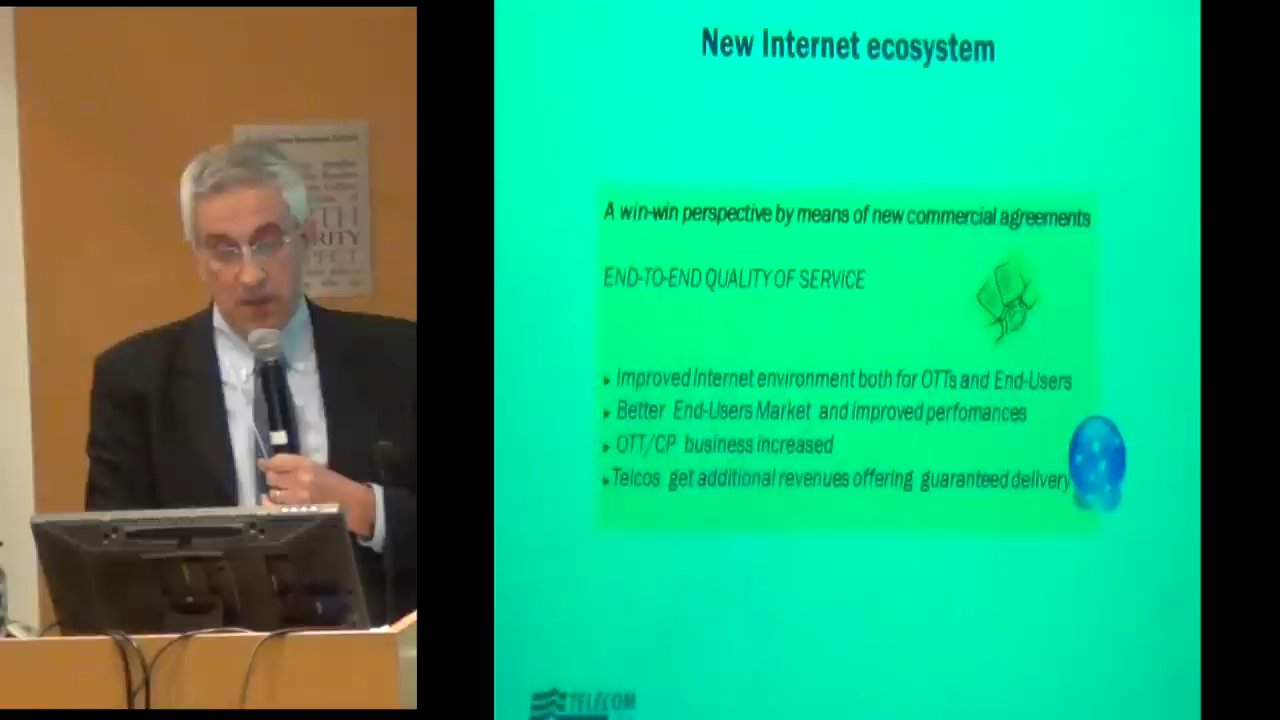 New Internet ecosystem
A win-win perspective by means of new commercial agreements
END-TO-END QUALITY OF SERVICE
▸ Improved Internet environment both for OTTs and End-Users
▸ Better End-Users Market and improved perfomances
▸ OTT/CP business increased
▸Telcos get additional revenues offering guaranteed delivery
TELECOM